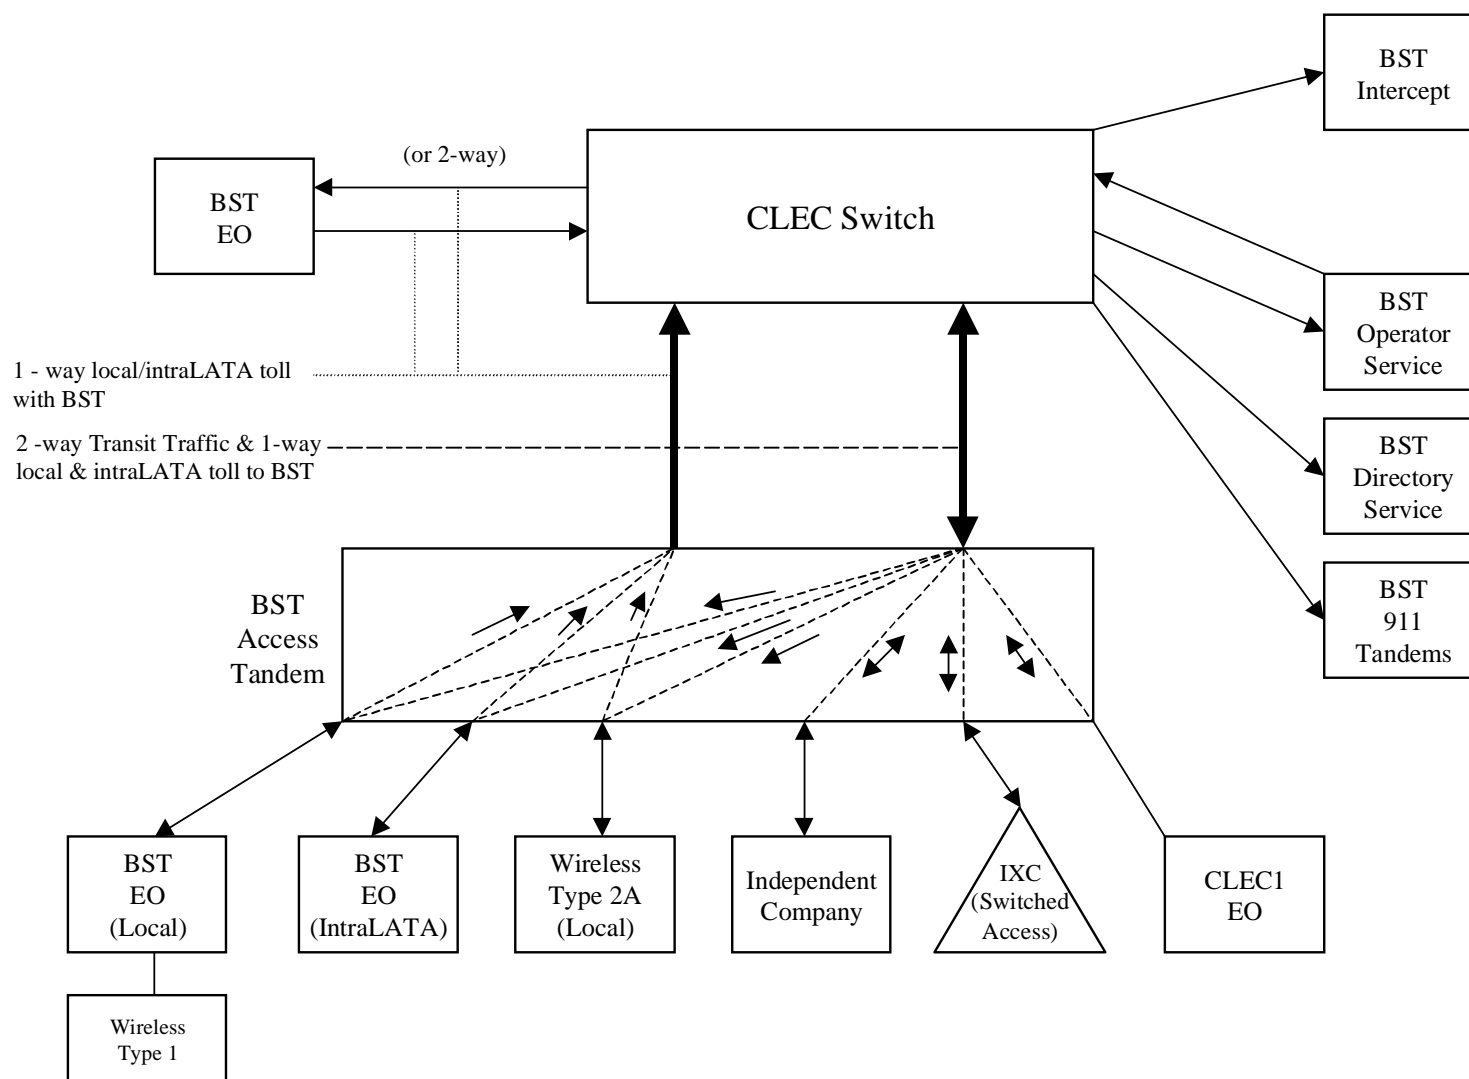 BST
Intercept
(or 2-way)
BST
EO
CLEC Switch
BST
Operator
Service
1 - way local/intraLATA toll
with BST
2 -way Transit Traffic & 1-way
local & intraLATA toll to BST
BST
Directory
Service
BST
911
Tandems
BST
Access
Tandem
BST
EO
(Local)
BST
EO
(IntraLATA)
Wireless
Type 2A
(Local)
Independent
Company
IXC
(Switched
Access)
CLEC1
EO
Wireless
Type 1